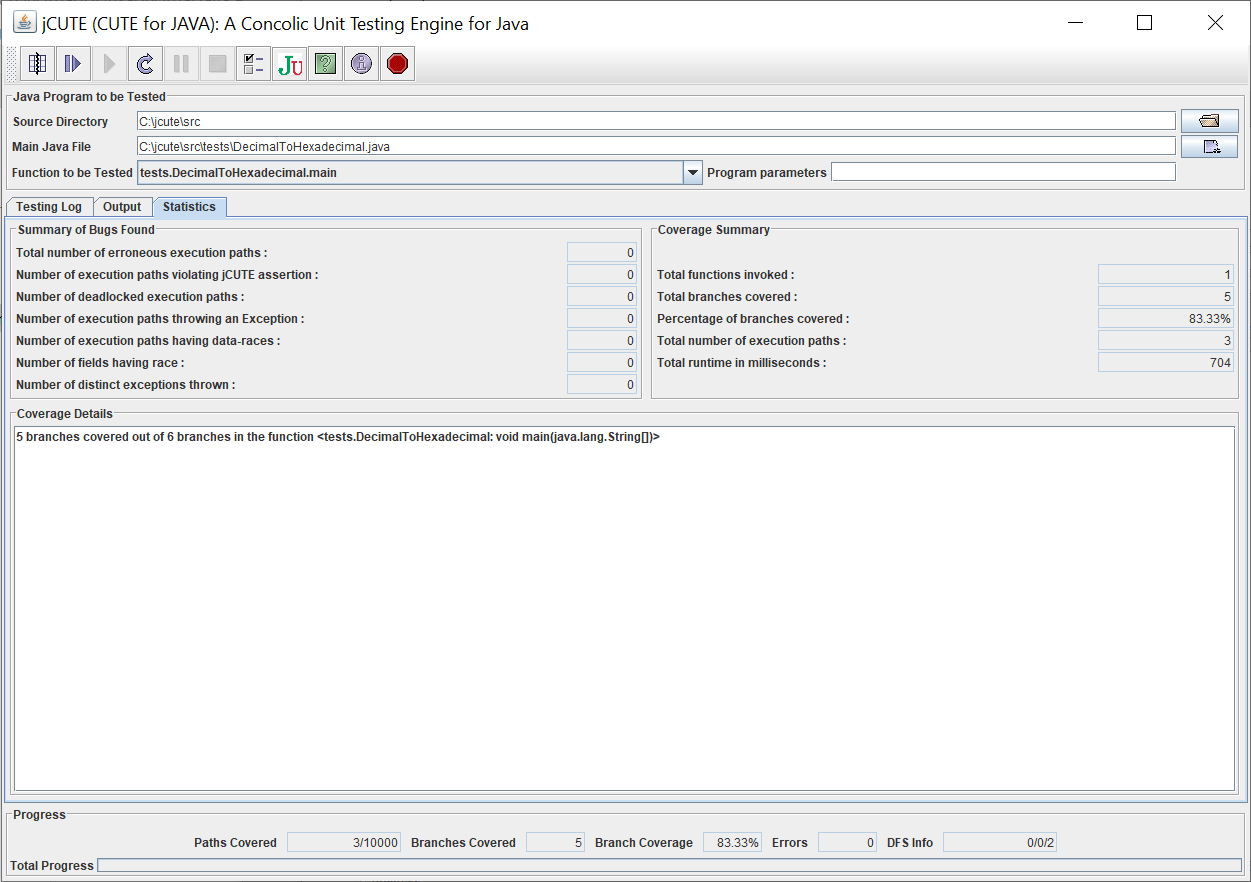 jCUTE (CUTE for JAVA): A Concolic Unit Testing Engine for Java
JU
Java Program to be Tested
Source Directory C:\jcute\src
Main Java File C:\jcute\src\tests\DecimalToHexadecimal.java
Function to be Tested tests.DecimalToHexadecimal.main Program parameters
Testing Log Output Statistics
Summary of Bugs Found
Total number of erroneous execution paths : 0
Number of execution paths violating jCUTE assertion : 0
Number of deadlocked execution paths : 0
Number of execution paths throwing an Exception : 0
Number of execution paths having data-races : 0
Number of fields having race : 0
Number of distinct exceptions thrown : 0
Coverage Summary
Total functions invoked : 1
Total branches covered : 5
Percentage of branches covered : 83.33%
Total number of execution paths : 3
Total runtime in milliseconds : 704
Coverage Details
5 branches covered out of 6 branches in the function <tests.DecimalToHexadecimal: void main(java.lang.String[])>
Progress
Paths Covered 3/10000 Branches Covered 5 Branch Coverage 83.33% Errors 0 DFS Info 0/0/2
Total Progress